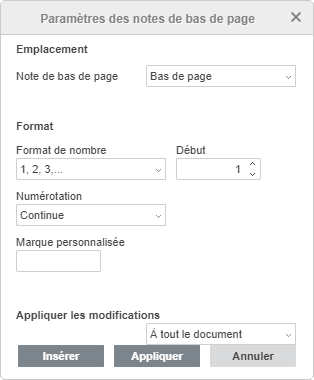 Paramètres des notes de bas de page
Emplacement
Note de bas de page Bas de page
Format
Format de nombre Début
1, 2, 3,... 1
Numérotation
Continue
Marque personnalisée
Appliquer les modifications
À tout le document
Insérer Appliquer Annuler